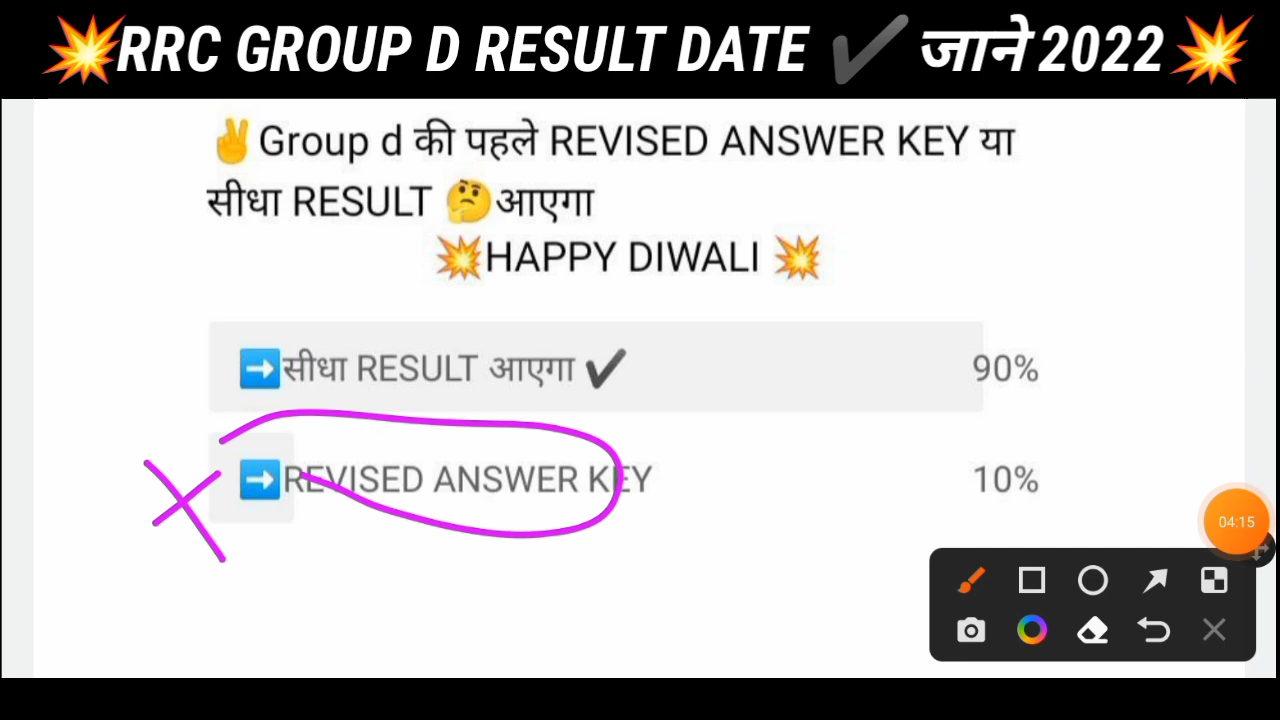 💥RRC GROUP D RESULT DATE ✔ जाने 2022💥
✌Group d की पहले REVISED ANSWER KEY या
सीधा RESULT 🤔आएगा
💥HAPPY DIWALI 💥
➡सीधा RESULT आएगा ✔ 90%
➡REVISED ANSWER KEY 10%
04:15